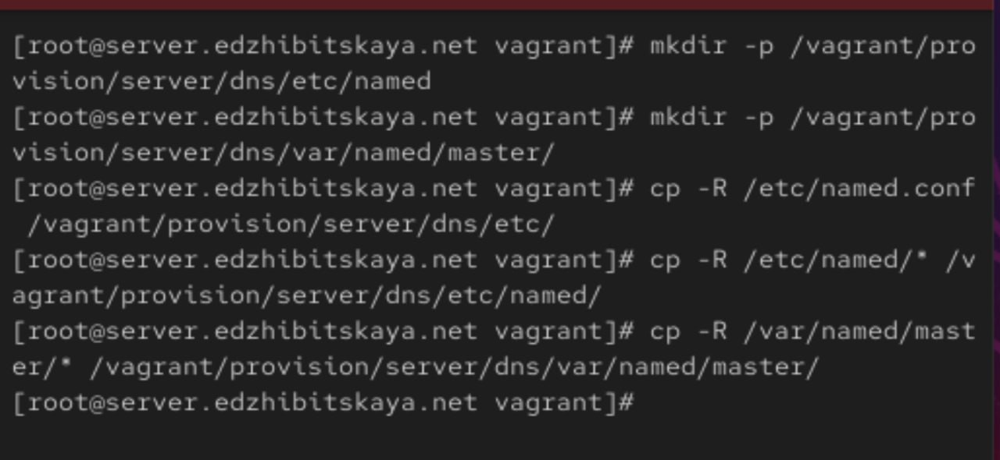 [root@server.edzhibitskaya.net vagrant]# mkdir -p /vagrant/pro
vision/server/dns/etc/named
[root@server.edzhibitskaya.net vagrant]# mkdir -p /vagrant/pro
vision/server/dns/var/named/master/
[root@server.edzhibitskaya.net vagrant]# cp -R /etc/named.conf
 /vagrant/provision/server/dns/etc/
[root@server.edzhibitskaya.net vagrant]# cp -R /etc/named/* /v
agrant/provision/server/dns/etc/named/
[root@server.edzhibitskaya.net vagrant]# cp -R /var/named/mast
er/* /vagrant/provision/server/dns/var/named/master/
[root@server.edzhibitskaya.net vagrant]#